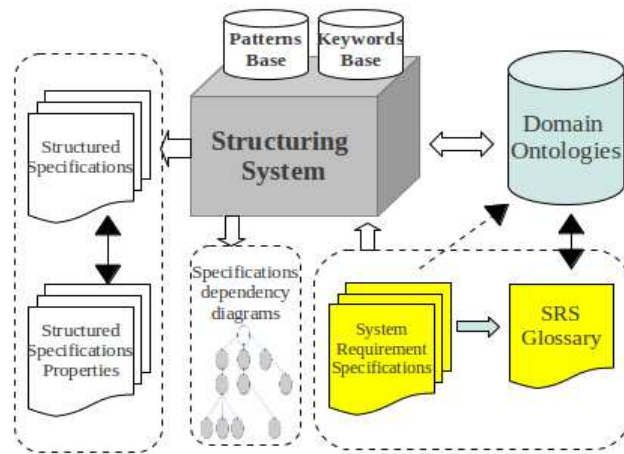 Patterns
Base
Keywords
Base
Structured
Specifications
Structuring
System
Domain
Ontologies
Structured
Specifications
Properties
Specifications
dependency
diagrams
System
Requirement
Specifications
SRS
Glossary